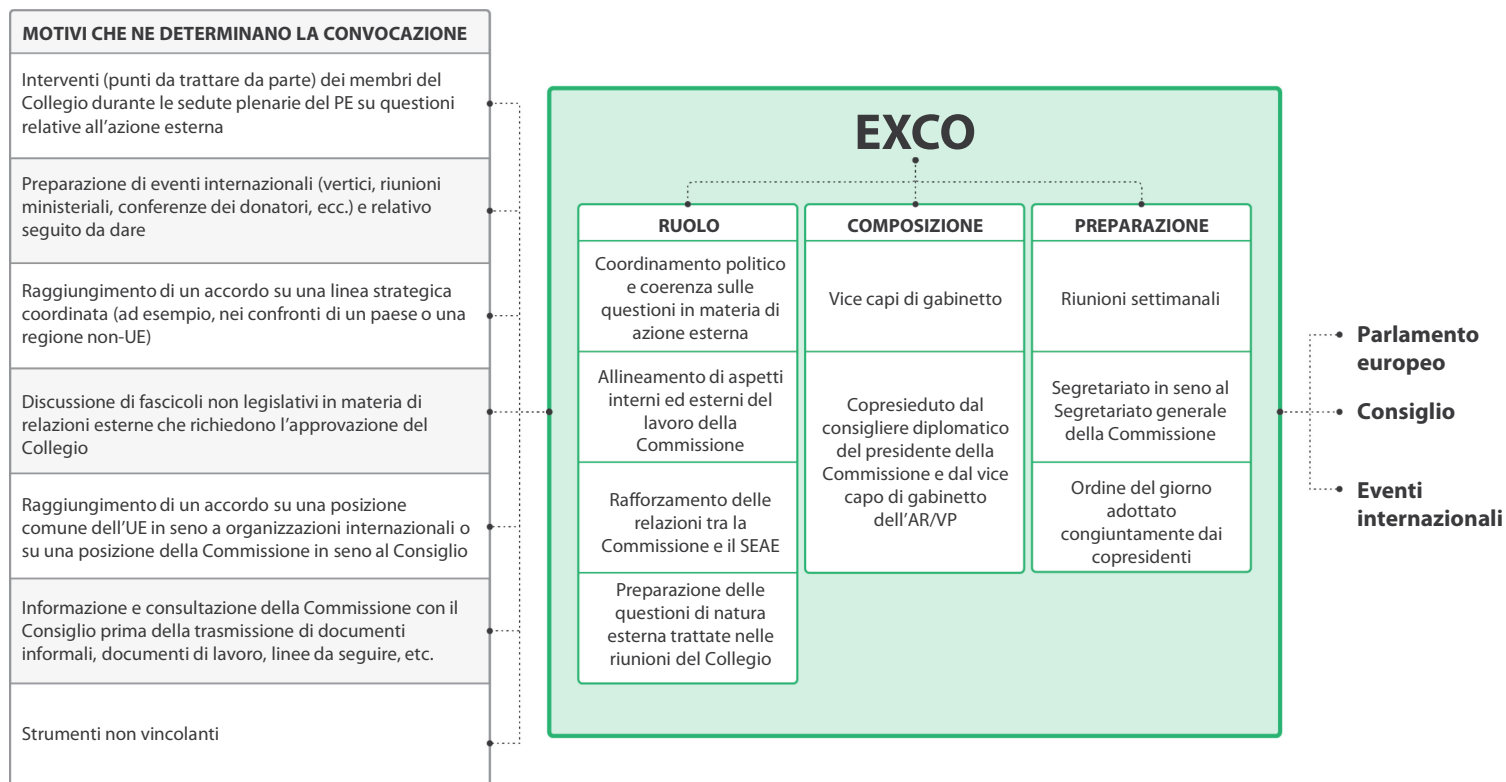 MOTIVI CHE NE DETERMINANO LA CONVOCAZIONE
Interventi (punti da trattare da parte) dei membri del
Collegio durante le sedute plenarie del PE su questioni
relative all'azione esterna
Preparazione di eventi internazionali (vertici, riunioni
ministeriali, conferenze dei donatori, ecc.) e relativo
seguito da dare
Raggiungimento di un accordo su una linea strategica
coordinata (ad esempio, nei confronti di un paese o una
regione non-UE)
Discussione di fascicoli non legislativi in materia di
relazioni esterne che richiedono l'approvazione del
Collegio
Raggiungimento di un accordo su una posizione
comune dell'UE in seno a organizzazioni internazionali o
su una posizione della Commissione in seno al Consiglio
Informazione e consultazione della Commissione con il
Consiglio prima della trasmissione di documenti
informali, documenti di lavoro, linee da seguire, etc.
Strumenti non vincolanti
EXCO
RUOLO
Coordinamento politico
e coerenza sulle
questioni in materia di
azione esterna
Allineamento di aspetti
interni ed esterni del
lavoro della
Commissione
Rafforzamento delle
relazioni tra la
Commissione e il SEAE
Preparazione delle
questioni di natura
esterna trattate nelle
riunioni del Collegio
COMPOSIZIONE
Vice capi di gabinetto
Copresieduto dal
consigliere diplomatico
del presidente della
Commissione e dal vice
capo di gabinetto
dell'AR/VP
PREPARAZIONE
Riunioni settimanali
Segretariato in seno al
Segretariato generale
della Commissione
Ordine del giorno
adottato
congiuntamente dai
copresidenti
Parlamento
europeo
Consiglio
Eventi
internazionali